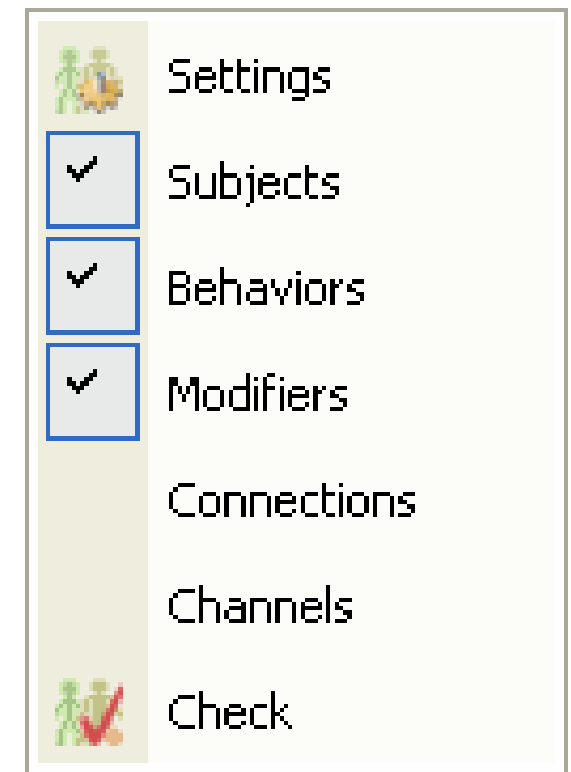 Settings
Subjects
Behaviors
Modifiers
Connections
Channels
Check